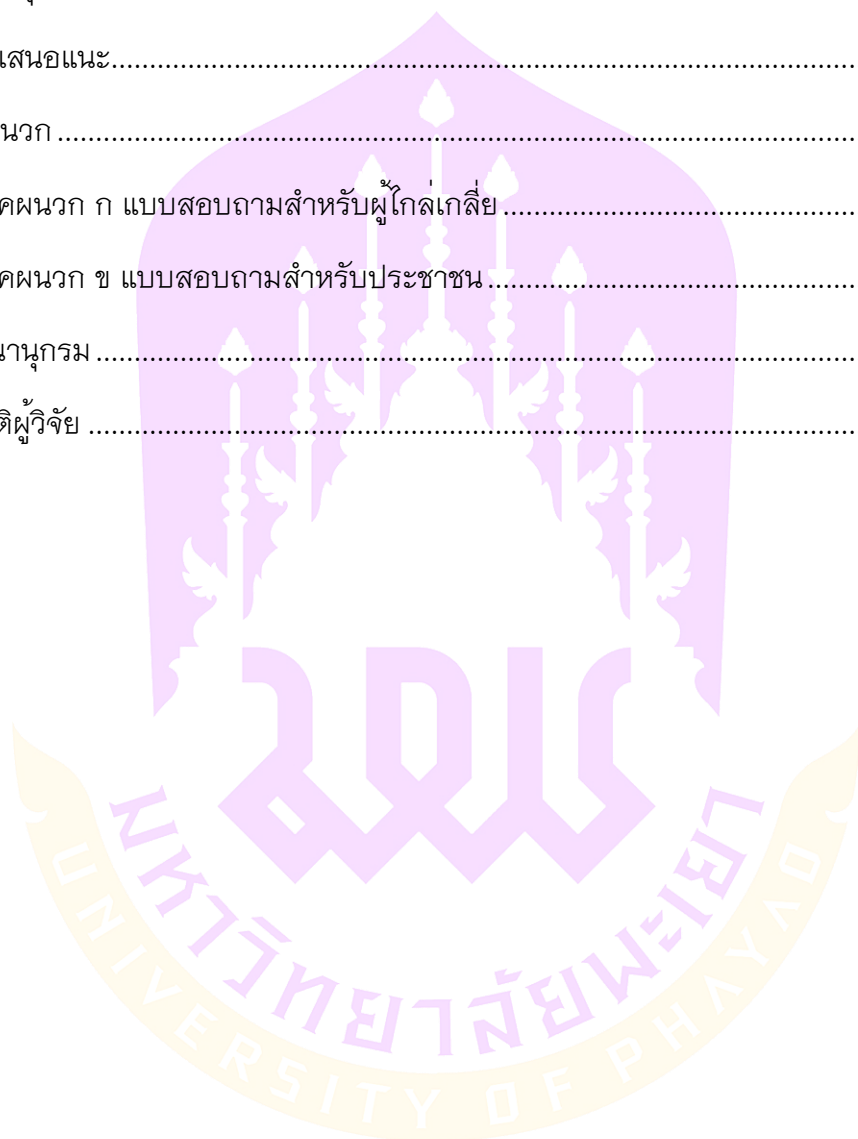 เสนอแนะ................................................................................................
นวก ......................................................................................................
คผนวก ก แบบสอบถามสำหรับผู้ไกล่เกลี่ย ..............................................
คผนวก ข แบบสอบถามสำหรับประชาชน ................................................
นานุกรม .................................................................................................
ติผู้วิจัย ..................................................................................................
มพ
มหาวิทยาลัยพะเยา
UNIVERSITY OF PHAYAO